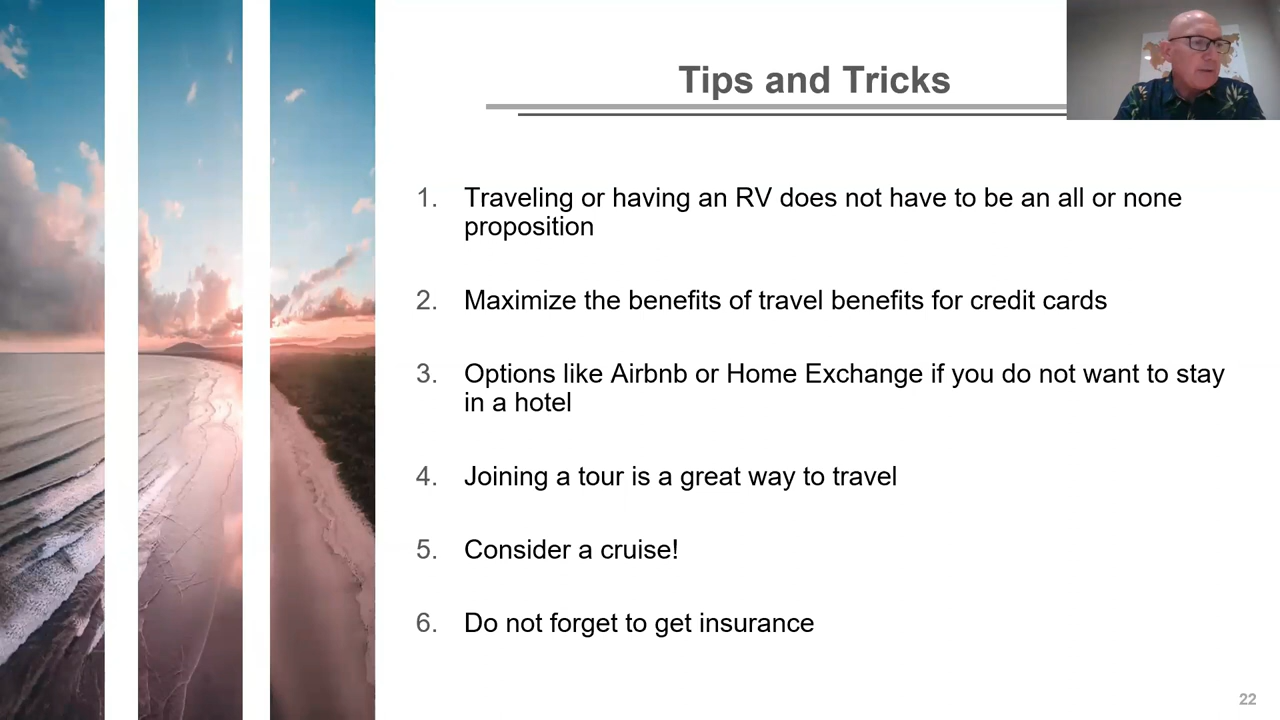 Tips and Tricks
1. Traveling or having an RV does not have to be an all or none
proposition
2. Maximize the benefits of travel benefits for credit cards
3. Options like Airbnb or Home Exchange if you do not want to stay
in a hotel
4. Joining a tour is a great way to travel
5. Consider a cruise!
6. Do not forget to get insurance
22